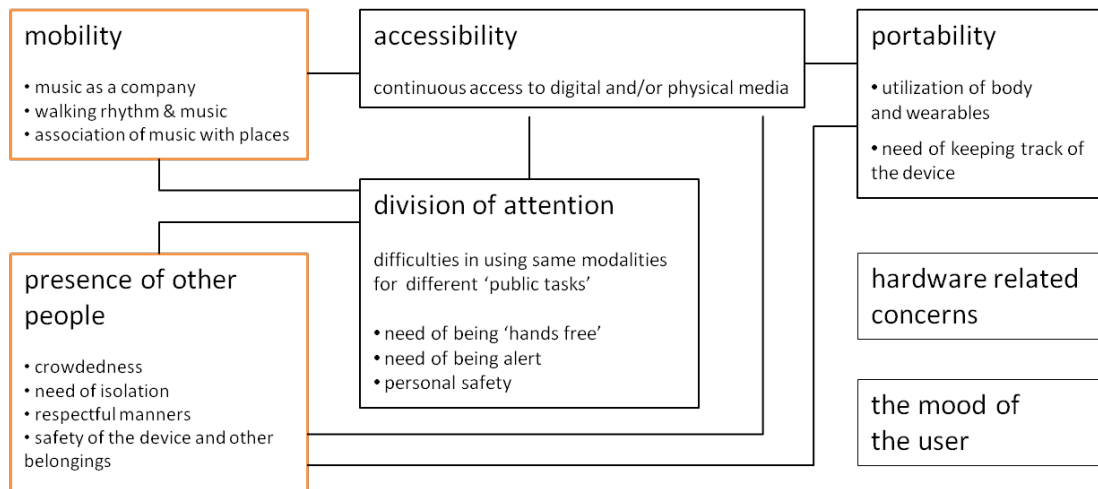 mobility
• music as a company
• walking rhythm & music
• association of music with places
accessibility
continuous access to digital and/or physical media
portability
• utilization of body
and wearables
• need of keeping track of
the device
division of attention
difficulties in using same modalities
for different ‘public tasks’
• need of being ‘hands free’
• need of being alert
• personal safety
presence of other
people
• crowdedness
• need of isolation
• respectful manners
• safety of the device and other
belongings
hardware related
concerns
the mood of
the user